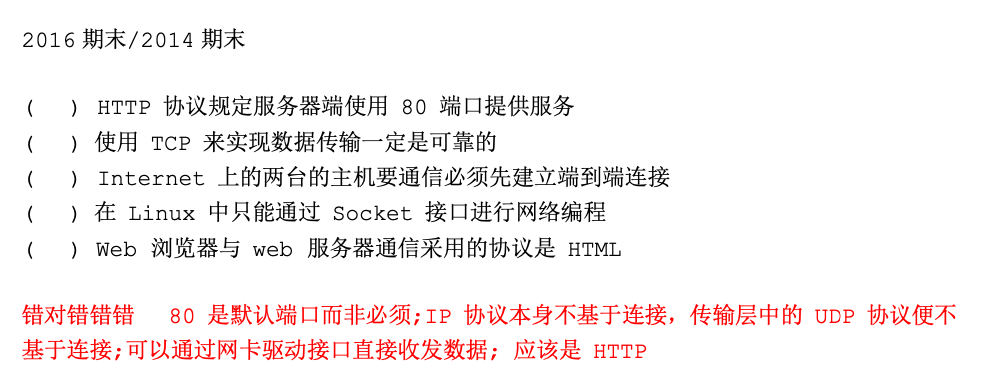 2016 期末/2014 期末
(   ) HTTP 协议规定服务器端使用 80 端口提供服务
(   ) 使用 TCP 来实现数据传输一定是可靠的
(   ) Internet 上的两台的主机要通信必须先建立端到端连接
(   ) 在 Linux 中只能通过 Socket 接口进行网络编程
(   ) Web 浏览器与 web 服务器通信采用的协议是 HTML
错对错错错   80 是默认端口而非必须;IP 协议本身不基于连接，传输层中的 UDP 协议便不
基于连接;可以通过网卡驱动接口直接收发数据; 应该是 HTTP